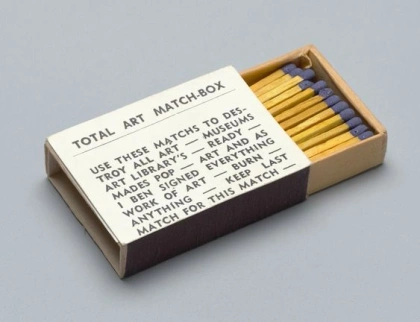 TOTAL ART MATCH-BOX
USE THESE MATCHS TO DES-
TROY ALL ART — MUSEUMS
ART LIBRARY'S — READY —
MADES POP — ART AND AS
I BEN SIGNED EVERYTHING
WORK OF ART — BURN —
ANYTHING — KEEP LAST
MATCH FOR THIS MATCH —